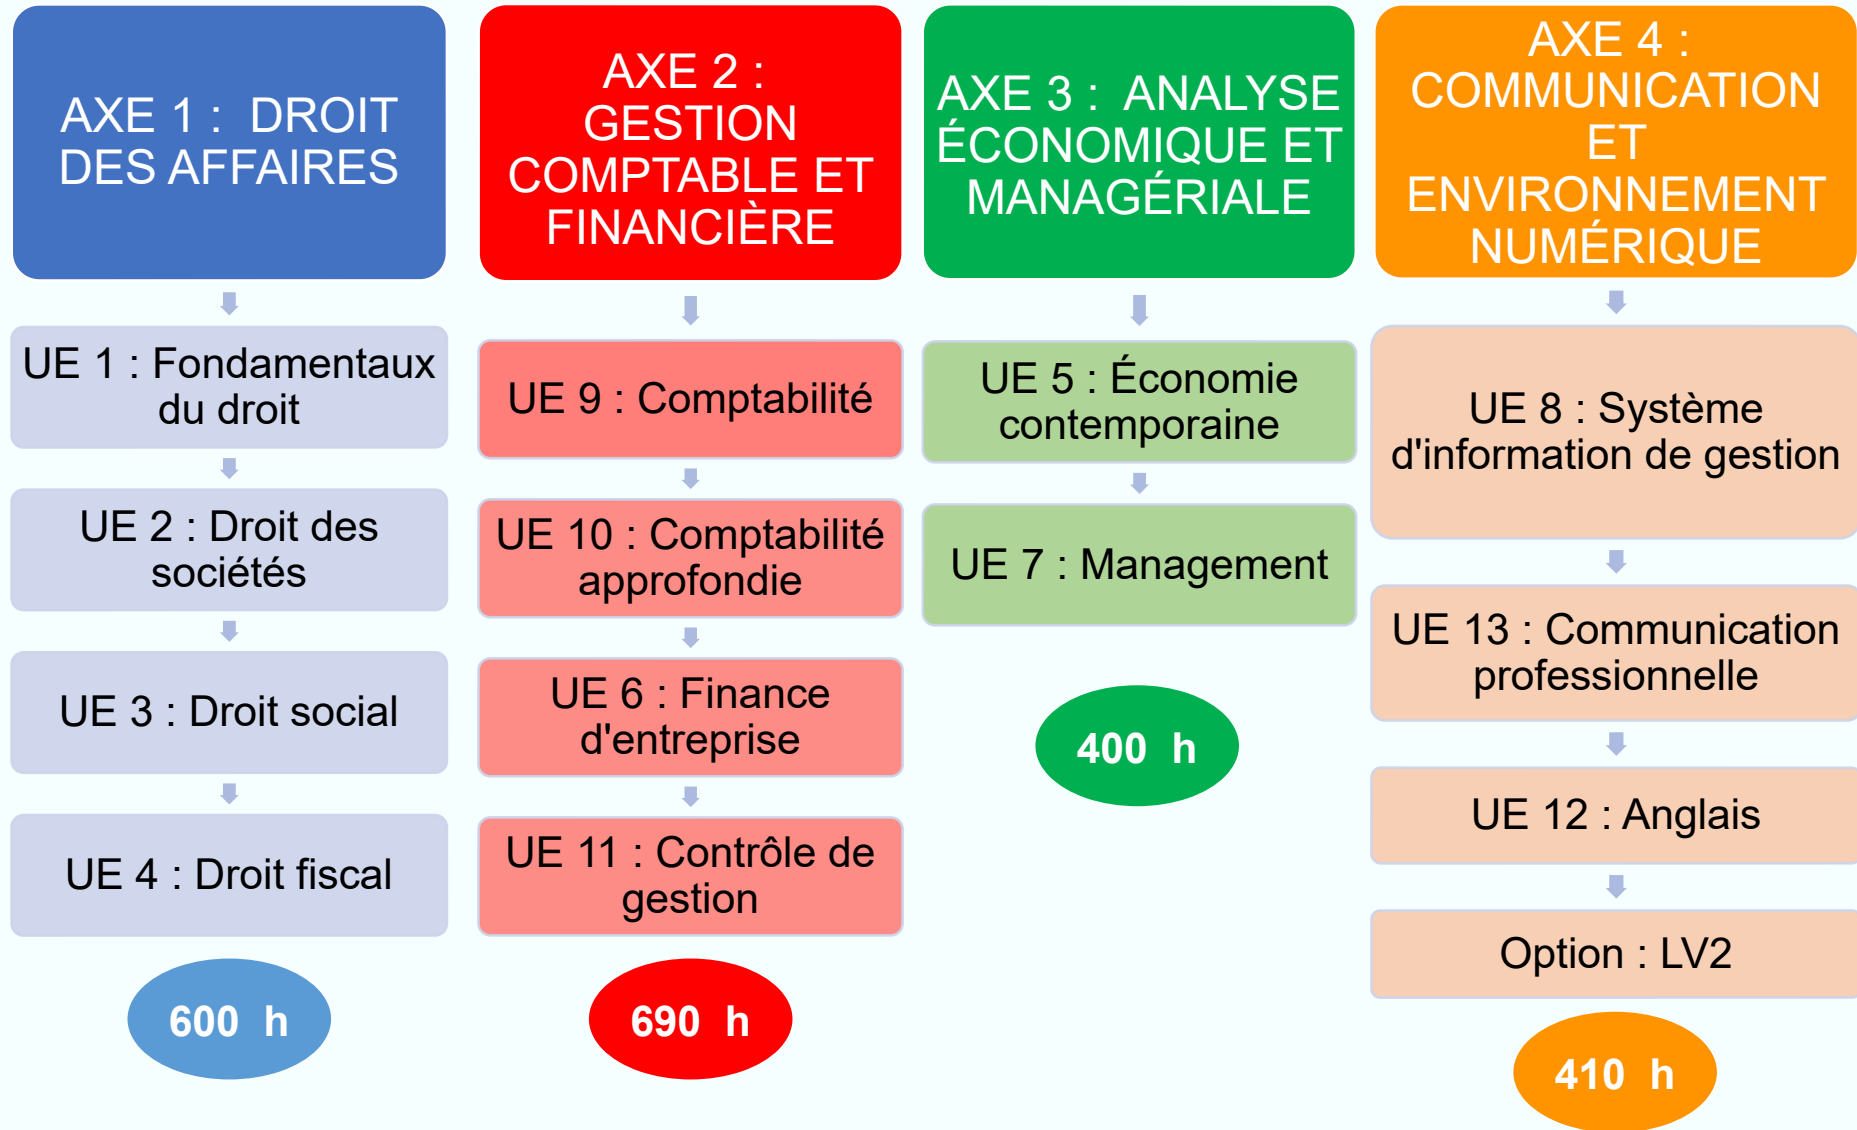 AXE 1 : DROIT
DES AFFAIRES
UE 1 : Fondamentaux
du droit
UE 2 : Droit des
sociétés
UE 3 : Droit social
UE 4 : Droit fiscal
600 h
AXE 2 :
GESTION
COMPTABLE ET
FINANCIÈRE
UE 9 : Comptabilité
UE 10 : Comptabilité
approfondie
UE 6 : Finance
d'entreprise
UE 11 : Contrôle de
gestion
690 h
AXE 3 : ANALYSE
ÉCONOMIQUE ET
MANAGÉRIALE
UE 5 : Économie
contemporaine
UE 7 : Management
400 h
AXE 4 :
COMMUNICATION
ET
ENVIRONNEMENT
NUMÉRIQUE
UE 8 : Système
d'information de gestion
UE 13 : Communication
professionnelle
UE 12 : Anglais
Option : LV2
410 h